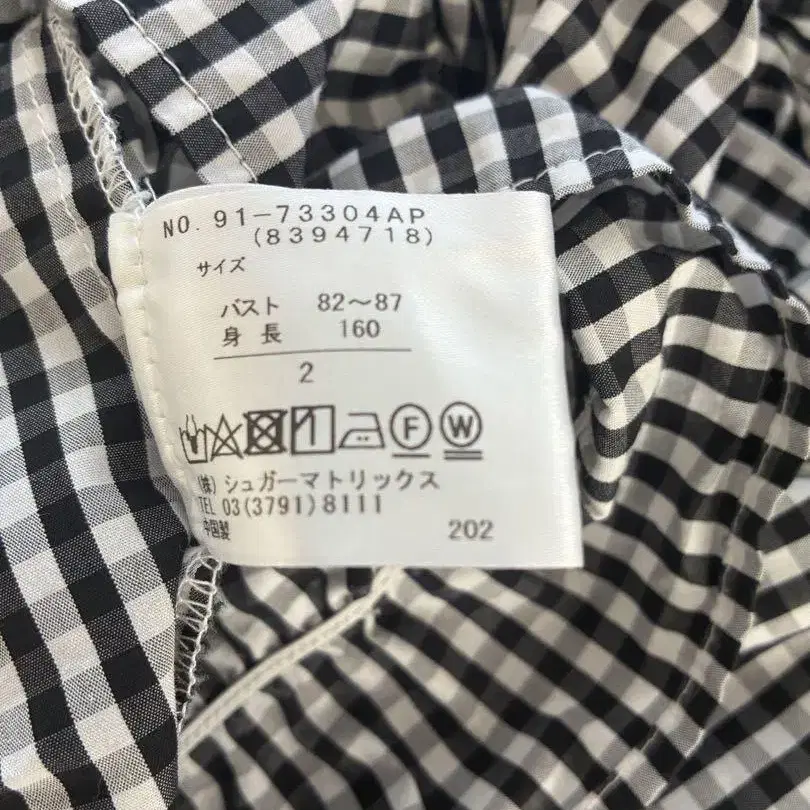 NO. 91-73304AP
(8394718)
サイズ
バスト 82〜87
身長 160
2
F W
(株) シュガーマトリックス
TEL 03(3791)8111
中国製 202